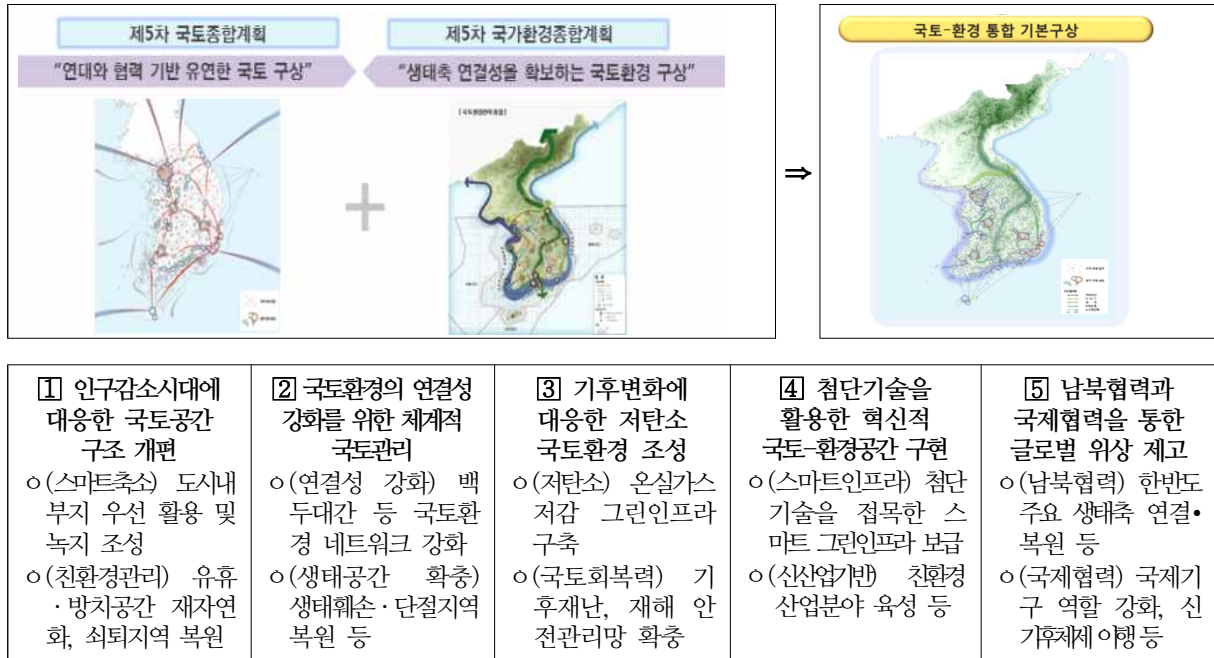 제5차 국토종합계획
제5차 국가환경종합계획
"연대와 협력 기반 유연한 국토 구상"
"생태축 연결성을 확보하는 국토환경 구상"
+
⇒
국토-환경 통합 기본구상
1 인구감소시대에
대응한 국토공간
구조 개편
ㅇ(스마트축소) 도시내
부지 우선 활용 및
녹지 조성
ㅇ(친환경관리) 유휴
·방치공간 재자연
화, 쇠퇴지역 복원
2 국토환경의 연결성
강화를 위한 체계적
국토관리
ㅇ(연결성 강화) 백
두대간 등 국토환
경 네트워크 강화
ㅇ(생태공간 확충)
생태훼손·단절지역
복원 등
3 기후변화에
대응한 저탄소
국토환경 조성
ㅇ(저탄소) 온실가스
저감 그린인프라
구축
ㅇ(국토회복력) 기
후재난, 재해 안
전관리망 확충
4 첨단기술을
활용한 혁신적
국토-환경공간 구현
ㅇ(스마트인프라) 첨단
기술을 접목한 스
마트 그린인프라 보급
ㅇ(신산업기반) 친환경
산업분야 육성 등
5 남북협력과
국제협력을 통한
글로벌 위상 제고
ㅇ(남북협력) 한반도
주요 생태축 연결•
복원 등
ㅇ(국제협력) 국제기
구 역할 강화, 신
기후체제 이행 등